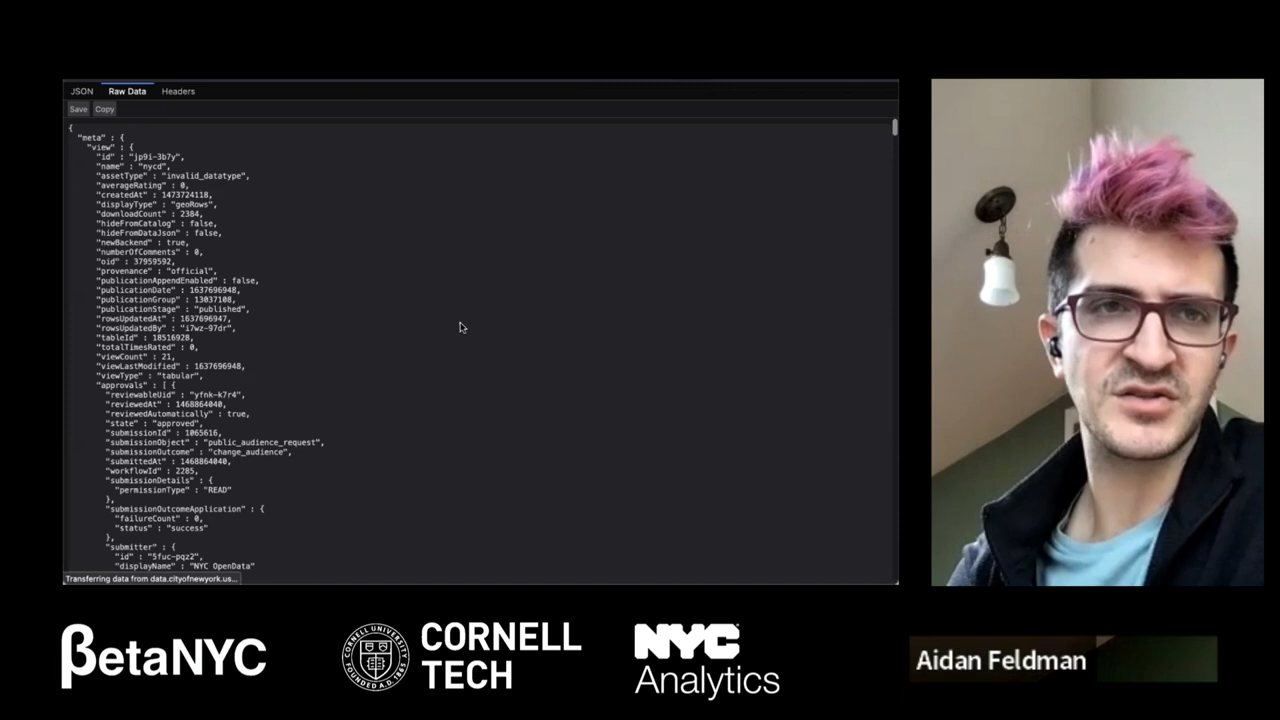 JSON Raw Data Headers
Save Copy
{
"meta" : {
"view" : {
"id" : "jp9i-3b7y",
"name" : "nycd",
"assetType" : "invalid_datatype",
"averageRating" : 0,
"createdAt" : 1473724118,
"displayType" : "geoRows",
"downloadCount" : 2384,
"hideFromCatalog" : false,
"hideFromDataJson" : false,
"newBackend" : true,
"numberOfComments" : 0,
"oid" : 37959592,
"provenance" : "official",
"publicationAppendEnabled" : false,
"publicationDate" : 1637696948,
"publicationGroup" : 13037108,
"publicationStage" : "published",
"rowsUpdatedAt" : 1637696947,
"rowsUpdatedBy" : "i7wz-97dr",
"tableId" : 18516928,
"totalTimesRated" : 0,
"viewCount" : 21,
"viewLastModified" : 1637696948,
"viewType" : "tabular",
"approvals" : [ {
"reviewableUid" : "yfnk-k7r4",
"reviewedAt" : 1468864040,
"reviewedAutomatically" : true,
"state" : "approved",
"submissionId" : 1065616,
"submissionObject" : "public_audience_request",
"submissionOutcome" : "change_audience",
"submittedAt" : 1468864040,
"workflowId" : 2285,
"submissionDetails" : {
"permissionType" : "READ"
},
"submissionOutcomeApplication" : {
"failureCount" : 0,
"status" : "success"
},
"submitter" : {
"id" : "5fuc-pqz2",
"displayName" : "NYC OpenData"
Transferring data from data.cityofnewyork.us...
βetaNYC
CORNELL UNIVERSITY
FOUNDED A.D. 1865
CORNELL
TECH
NYC
Analytics
Aidan Feldman